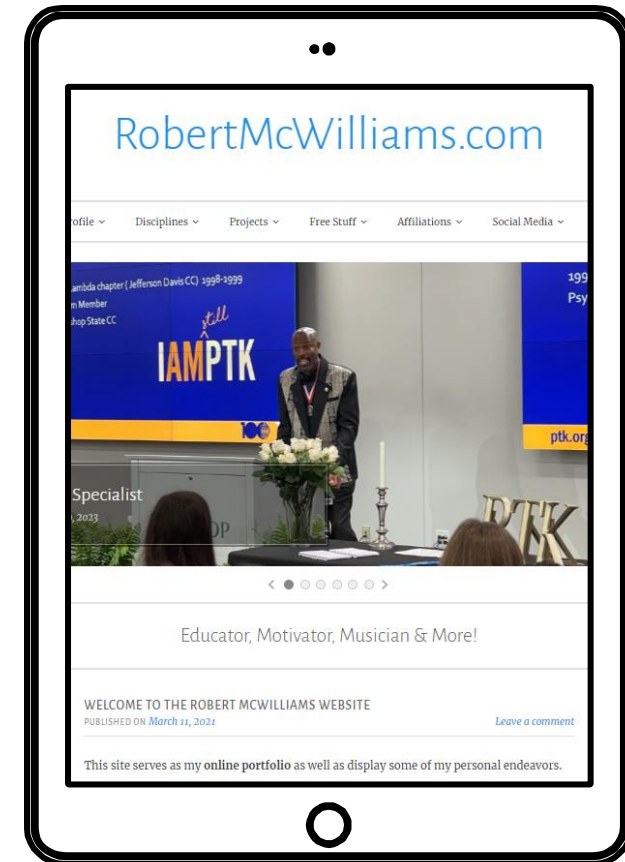 RobertMcWilliams.com
ofile Disciplines Projects Free Stuff Affiliations Social Media
ambda chapter (Jefferson Davis CC) 1998-1999
m Member
hop State CC
still
I AM PTK
100
199
Psy
ptk.org
Specialist
, 2023
OP
PTK
Educator, Motivator, Musician & More!
WELCOME TO THE ROBERT MCWILLIAMS WEBSITE
PUBLISHED ON March 11, 2021 Leave a comment
This site serves as my online portfolio as well as display some of my personal endeavors.